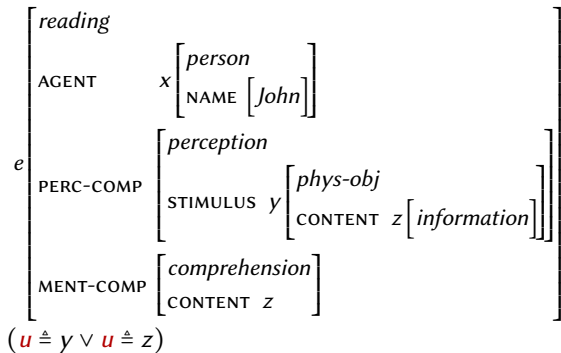 reading
AGENT x [person
NAME [John]]
PERC-COMP [perception
e
STIMULUS y [phys-obj
CONTENT z [information]]]
MENT-COMP [comprehension
CONTENT z]
(u ≜ y ∨ u ≜ z)